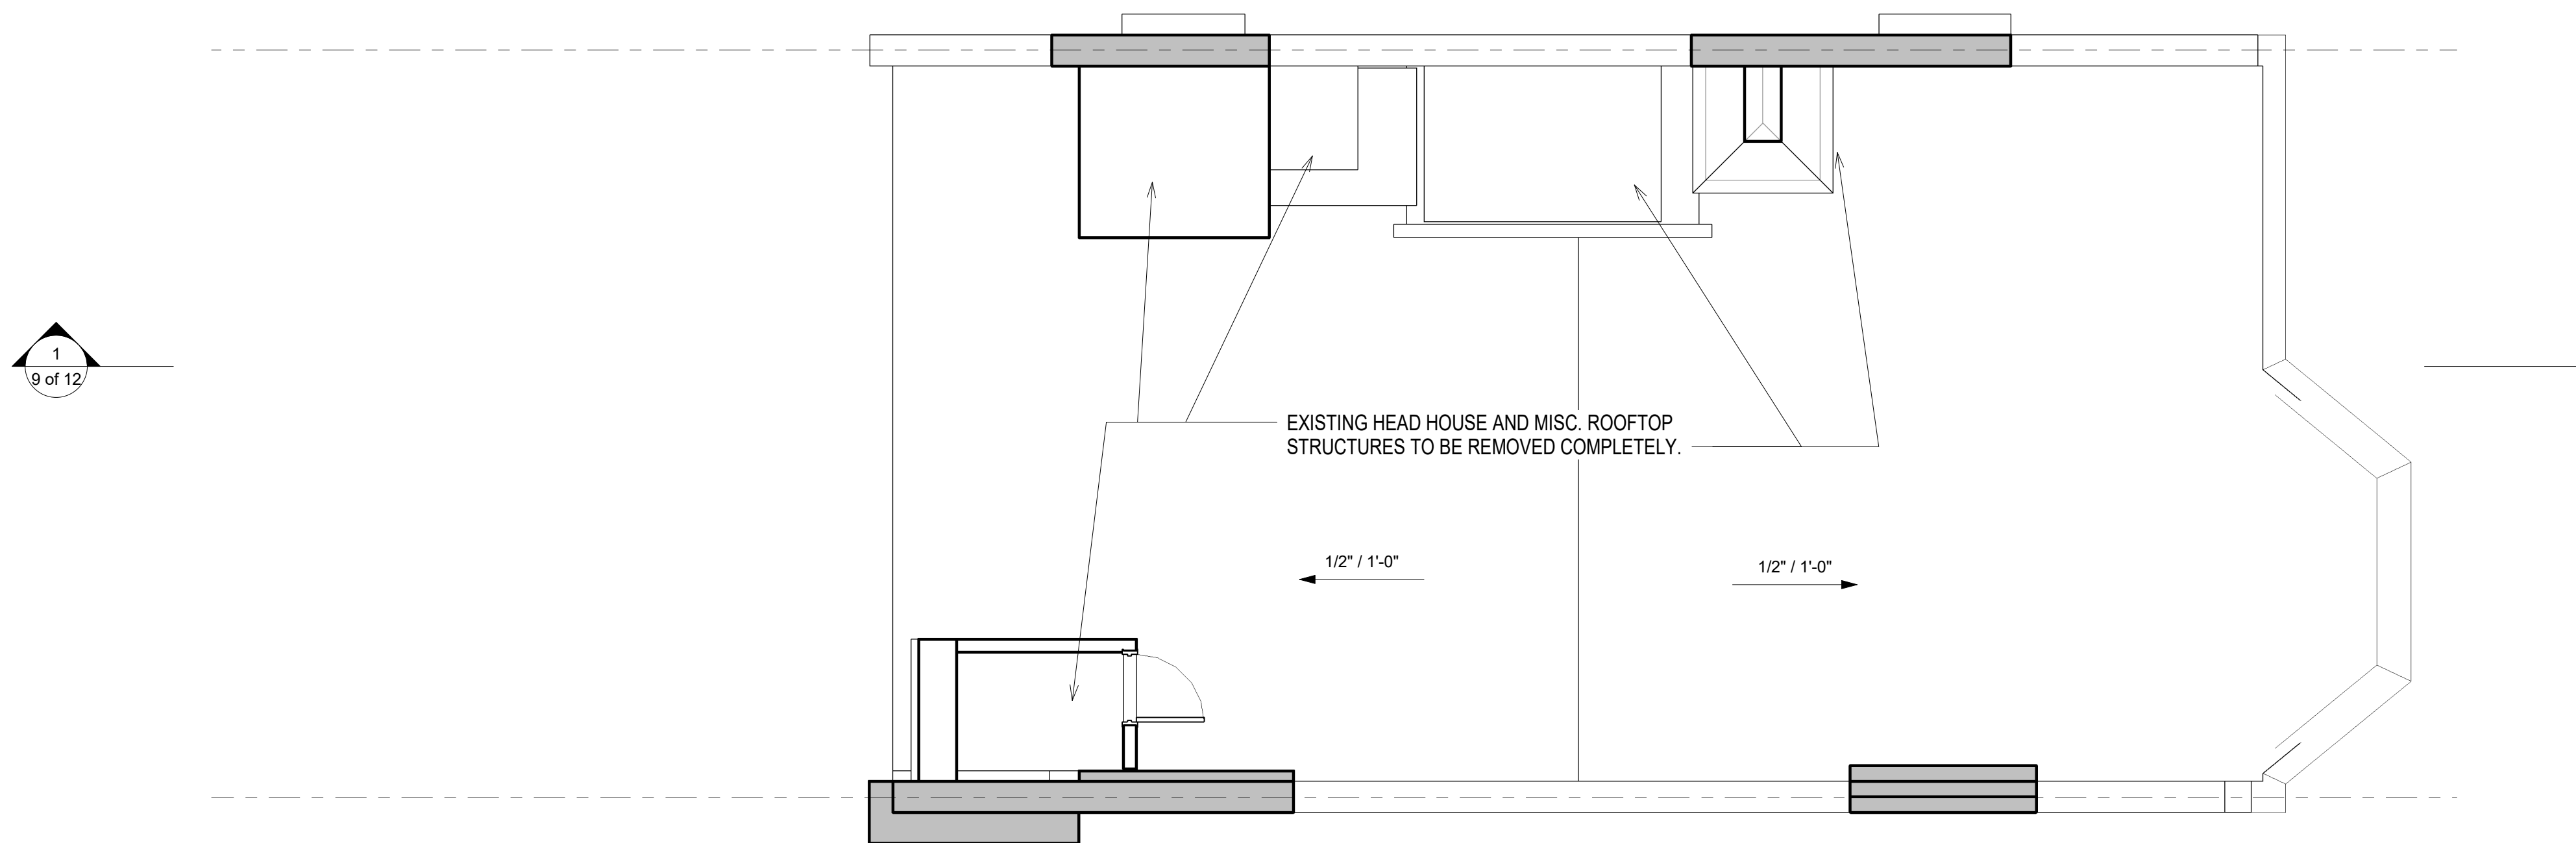 1
9 of 12
EXISTING HEAD HOUSE AND MISC. ROOFTOP
STRUCTURES TO BE REMOVED COMPLETELY.
1/2" / 1'-0"
1/2" / 1'-0"